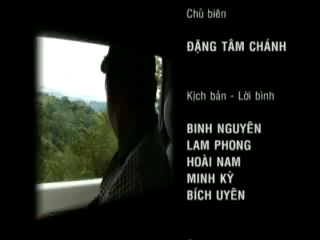 Chủ biên
ĐẶNG TÂM CHÁNH
Kịch bản - Lời bình
BINH NGUYÊN
LAM PHONG
HOÀI NAM
MINH KỲ
BÍCH UYÊN